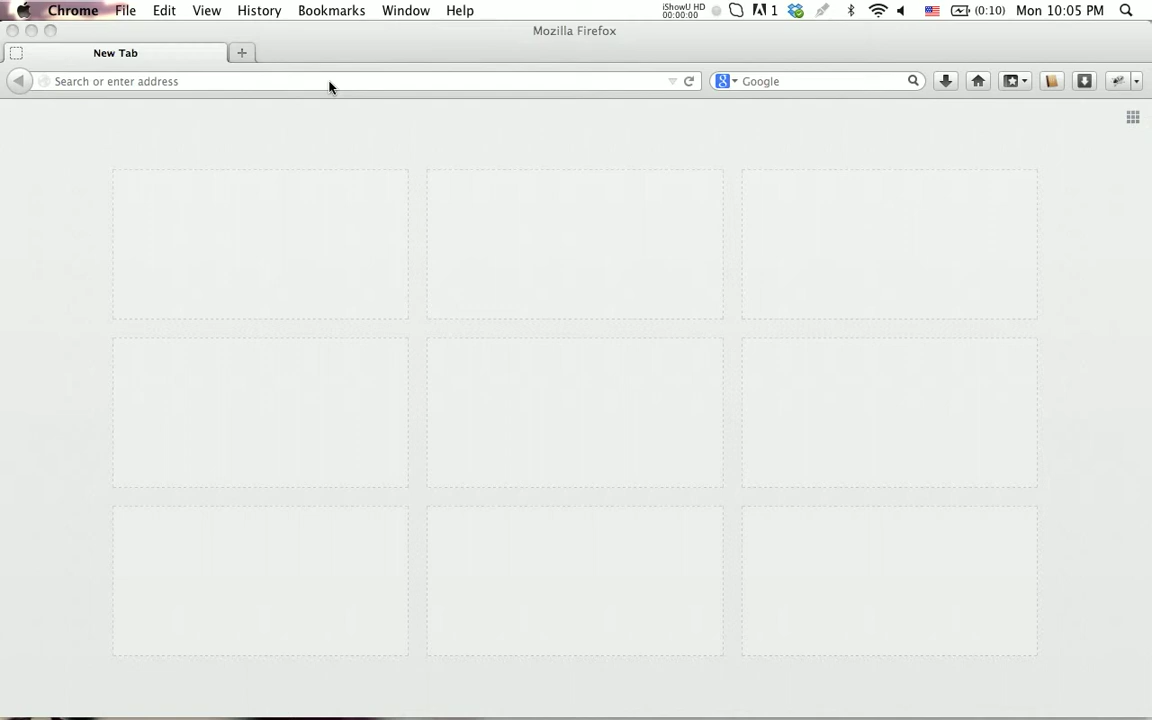 Chrome File Edit View History Bookmarks Window Help iShowU HD 00:00:00 1 (0:10) Mon 10:05 PM
Mozilla Firefox
New Tab +
Search or enter address 8 Google